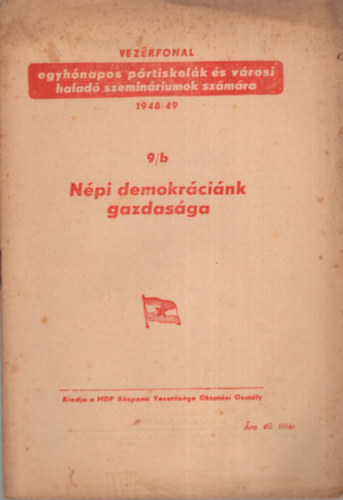 VEZÉRFONAL
egyhónapos pártiskolák és városi
haladó szemináriumok számára
1948/49
9/b
Népi demokráciánk
gazdasága
Kiadja a MDP Központi Vezetősége Oktatási Osztály
Ára 40 fillér